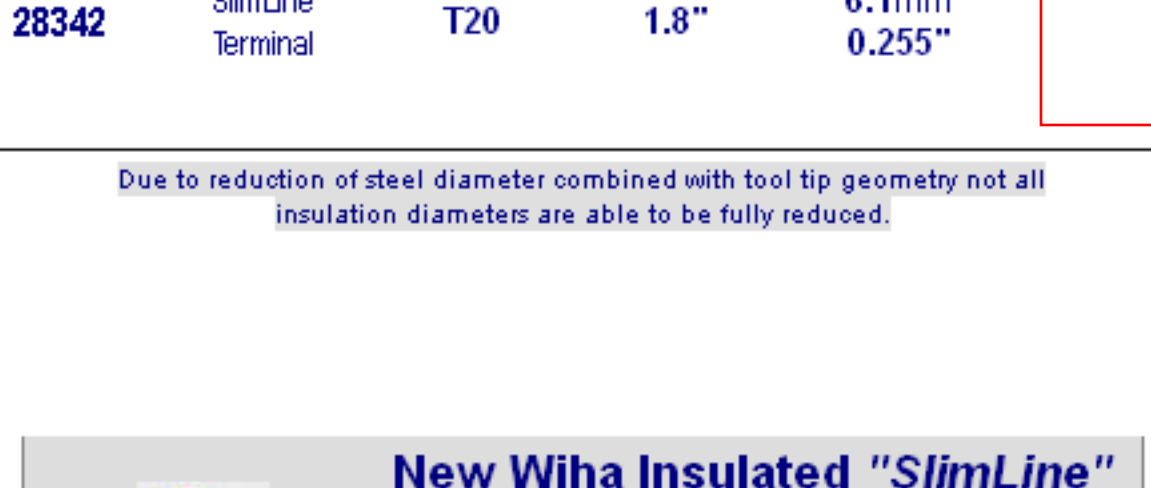 28342 SlimLine Terminal T20 1.8" 0.255"
Due to reduction of steel diameter combined with tool tip geometry not all
insulation diameters are able to be fully reduced.
New Wiha Insulated "SlimLine"